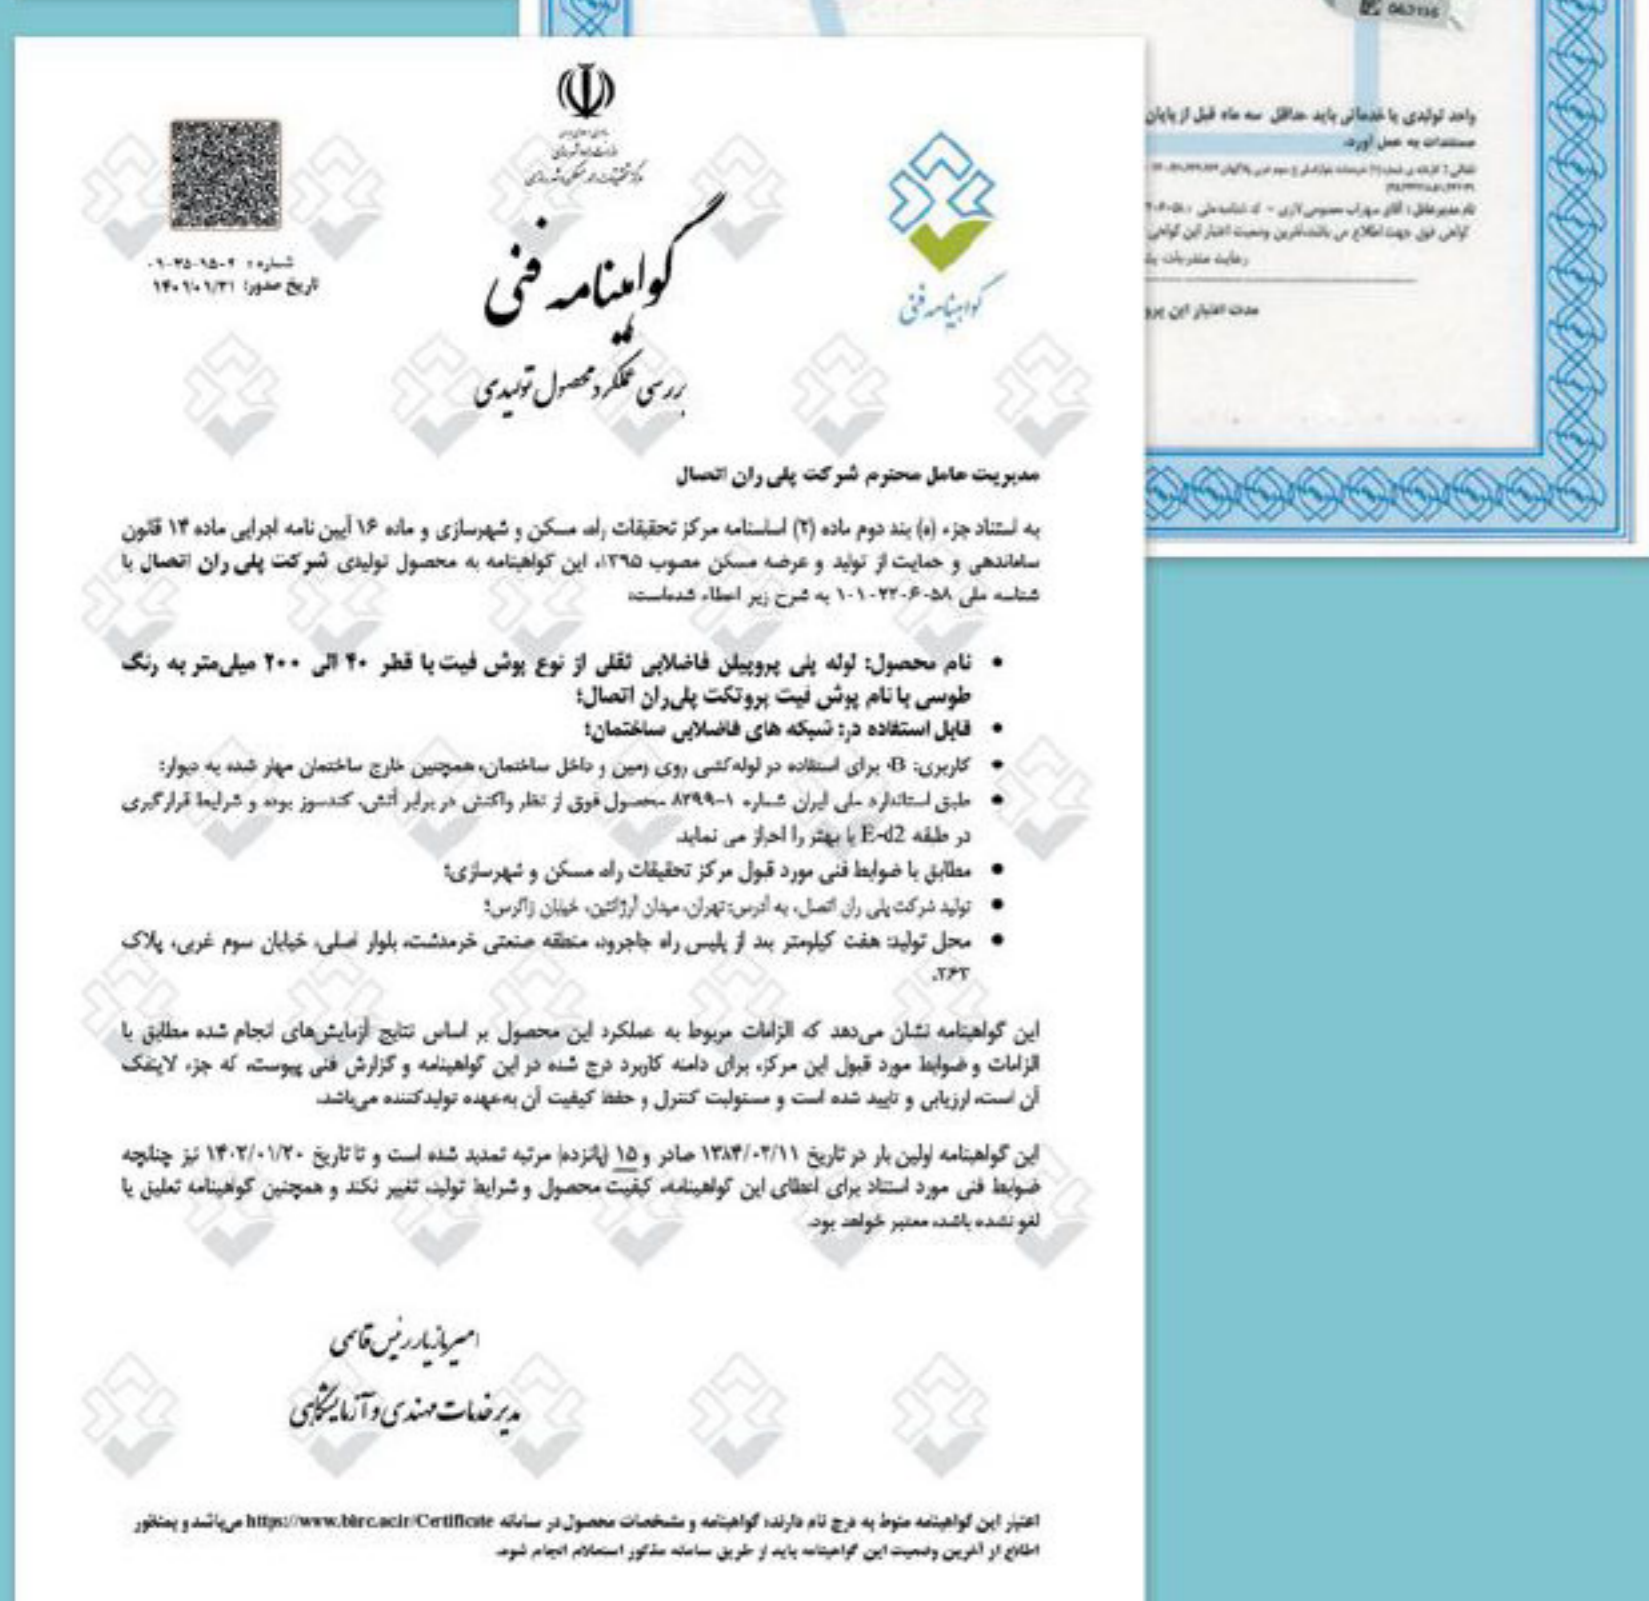 واحد تولیدی یا خدماتی باید حداقل سه ماه قبل از پایان
مستندات به عمل آورد.
رعایت مقررات
مدت اعتبار این
مرکز تحقیقات راه، مسکن و شهرسازی
گواهینامه فنی
بررسی عملکرد محصول تولیدی
گواهینامه فنی
شماره:
تاریخ صدور: ۱۴۰۱/۰۱/۳۱
مدیریت عامل محترم شرکت پلی ران اتصال
به استناد جزء (ه) بند دوم ماده (۲) اساسنامه مرکز تحقیقات راه، مسکن و شهرسازی و ماده ۱۶ آیین نامه اجرایی ماده ۱۴ قانون
ساماندهی و حمایت از تولید و عرضه مسکن مصوب ۱۳۹۵، این گواهینامه به محصول تولیدی شرکت پلی ران اتصال با
شناسه ملی ۱۰۱۰۲۲۰۶۰۵۸ به شرح زیر اعطاء شده‌است:
• نام محصول: لوله پلی پروپیلن فاضلابی ثقلی از نوع پوش فیت با قطر ۴۰ الی ۲۰۰ میلی‌متر به رنگ
طوسی با نام پوش فیت پروتکت پلی‌ران اتصال؛
• قابل استفاده در: شبکه های فاضلابی ساختمان؛
• کاربری: B، برای استفاده در لوله‌کشی روی زمین و داخل ساختمان، همچنین خارج ساختمان مهار شده به دیوار؛
• طبق استاندارد ملی ایران شماره ۱-۸۲۹۹ محصول فوق از نظر واکنش در برابر آتش، کندسوز بوده و شرایط قرارگیری
در طبقه E-d2 یا بهتر را احراز می نماید.
• مطابق با ضوابط فنی مورد قبول مرکز تحقیقات راه، مسکن و شهرسازی؛
• تولید شرکت پلی ران اتصال، به آدرس: تهران، میدان آرژانتین، خیابان زاگرس؛
• محل تولید: هفت کیلومتر بعد از پلیس راه جاجرود، منطقه صنعتی خرمدشت، بلوار اصلی، خیابان سوم غربی، پلاک
۲۶۳.
این گواهینامه نشان می‌دهد که الزامات مربوط به عملکرد این محصول بر اساس نتایج آزمایش‌های انجام شده مطابق با
الزامات و ضوابط مورد قبول این مرکز، برای دامنه کاربرد درج شده در این گواهینامه و گزارش فنی پیوست، که جزء لاینفک
آن است، ارزیابی و تایید شده است و مسئولیت کنترل و حفظ کیفیت آن به‌عهده تولیدکننده می‌باشد.
این گواهینامه اولین بار در تاریخ ۱۳۸۴/۰۲/۱۱ صادر و ۱۵ (پانزده) مرتبه تمدید شده است و تا تاریخ ۱۴۰۲/۰۱/۲۰ نیز چنانچه
ضوابط فنی مورد استناد برای اعطای این گواهینامه، کیفیت محصول و شرایط تولید، تغییر نکند و همچنین گواهینامه تعلیق یا
لغو نشده باشد، معتبر خواهد بود.
امیر مازیار رئیس قاسمی
مدیر خدمات مهندسی و آزمایشگاهی
اعتبار این گواهینامه منوط به درج نام دارنده گواهینامه و مشخصات محصول در سامانه https://www.bhrc.ac.ir/Certificate می‌باشد و بمنظور
اطلاع از آخرین وضعیت این گواهینامه باید از طریق سامانه مذکور استعلام انجام شود.